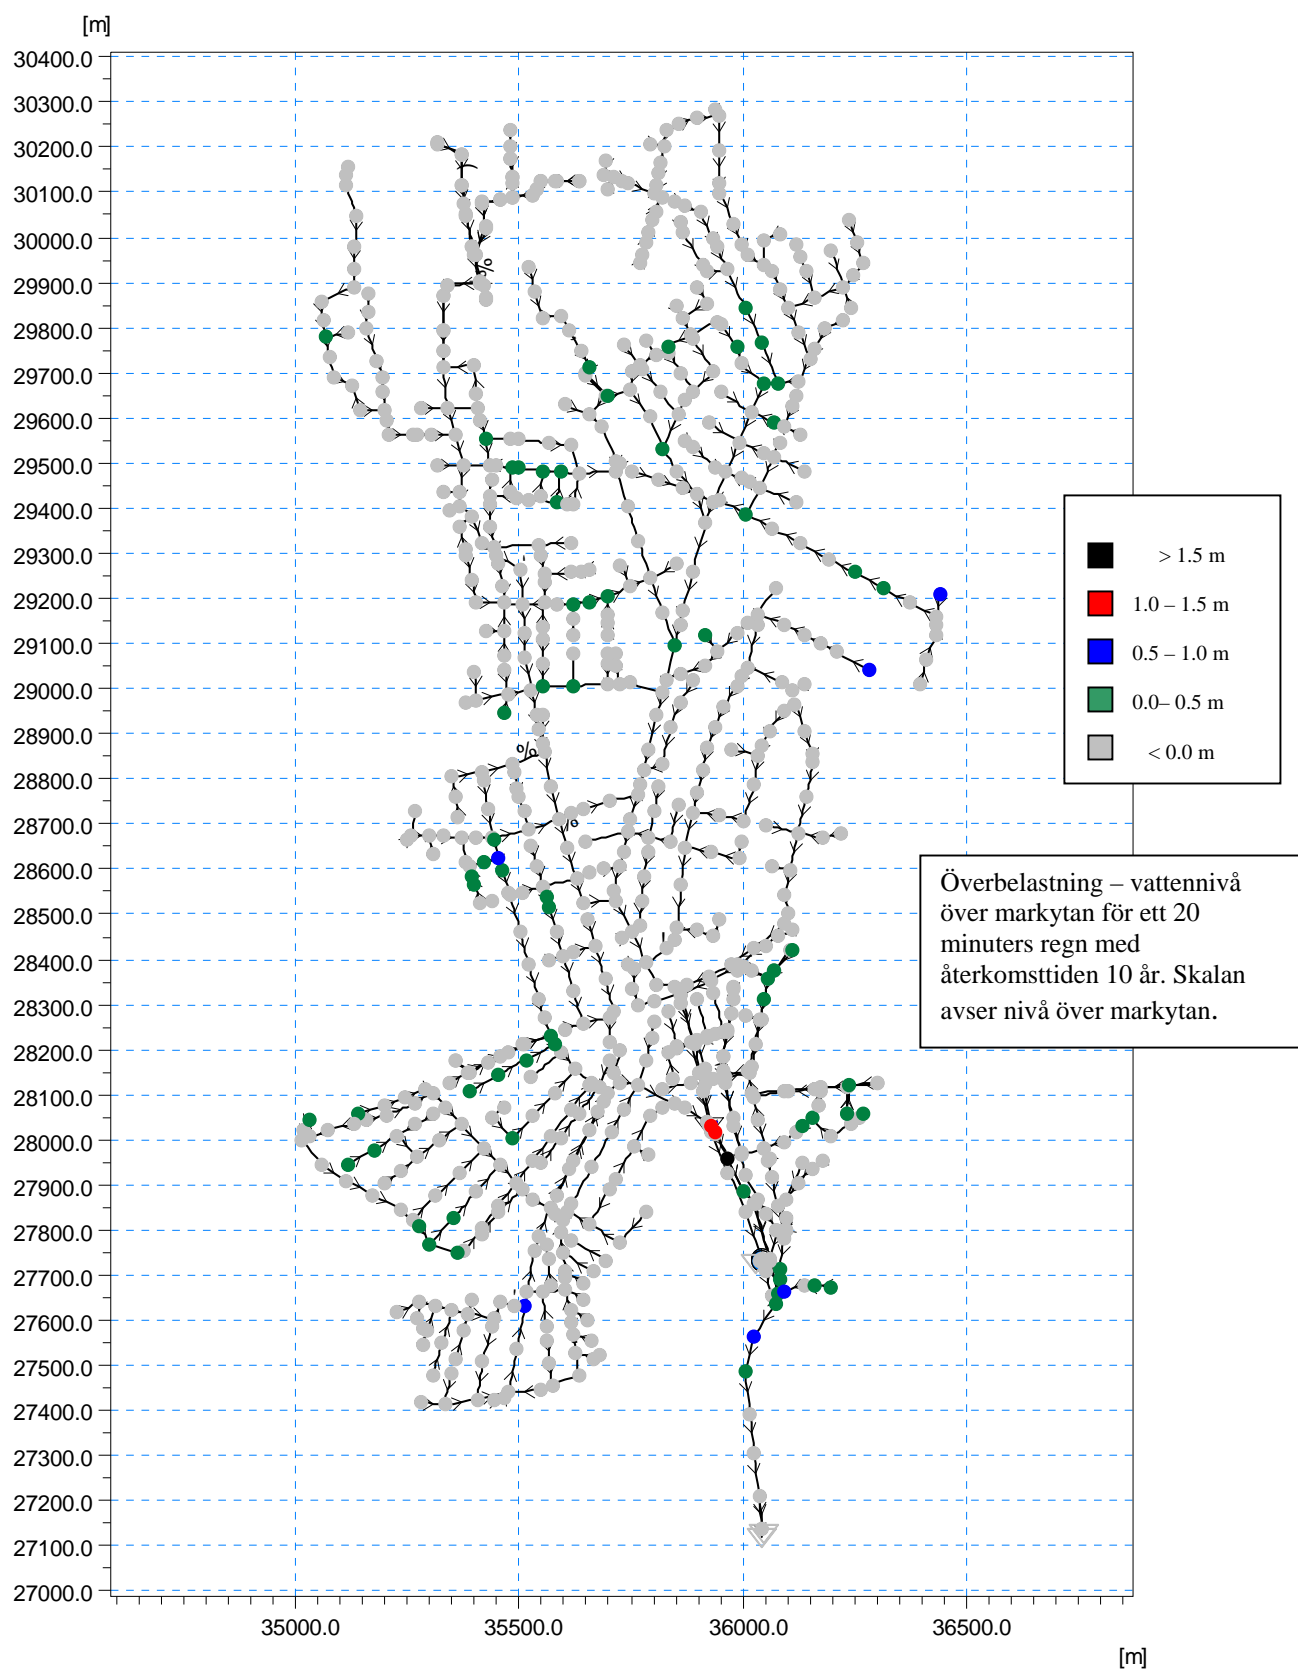 [m]
30400.0
30300.0
30200.0
30100.0
30000.0
29900.0
29800.0
29700.0
29600.0
29500.0
29400.0
29300.0
29200.0
29100.0
29000.0
28900.0
28800.0
28700.0
28600.0
28500.0
28400.0
28300.0
28200.0
28100.0
28000.0
27900.0
27800.0
27700.0
27600.0
27500.0
27400.0
27300.0
27200.0
27100.0
27000.0
35000.0 35500.0 36000.0 36500.0
[m]
%
%
%
> 1.5 m
1.0 – 1.5 m
0.5 – 1.0 m
0.0– 0.5 m
< 0.0 m
Överbelastning – vattennivå
över markytan för ett 20
minuters regn med
återkomsttiden 10 år. Skalan
avser nivå över markytan.